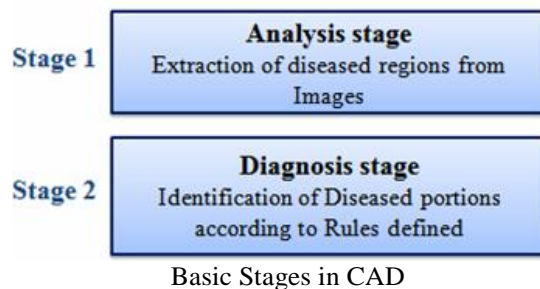 Analysis stage
Stage 1
Extraction of diseased regions from
Images
Diagnosis stage
Stage 2
Identification of Diseased portions
according to Rules defined
Basic Stages in CAD